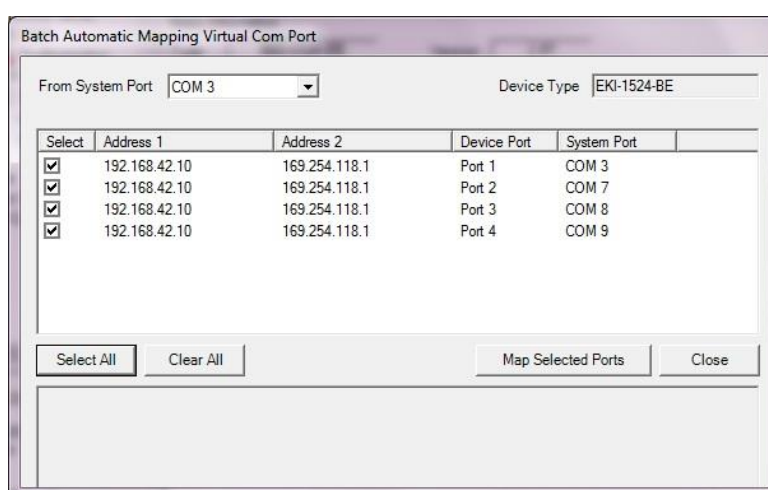 Batch Automatic Mapping Virtual Com Port
From System Port COM 3 Device Type EKI-1524-BE
Select Address 1 Address 2 Device Port System Port
192.168.42.10 169.254.118.1 Port 1 COM 3
192.168.42.10 169.254.118.1 Port 2 COM 7
192.168.42.10 169.254.118.1 Port 3 COM 8
192.168.42.10 169.254.118.1 Port 4 COM 9
Select All Clear All Map Selected Ports Close